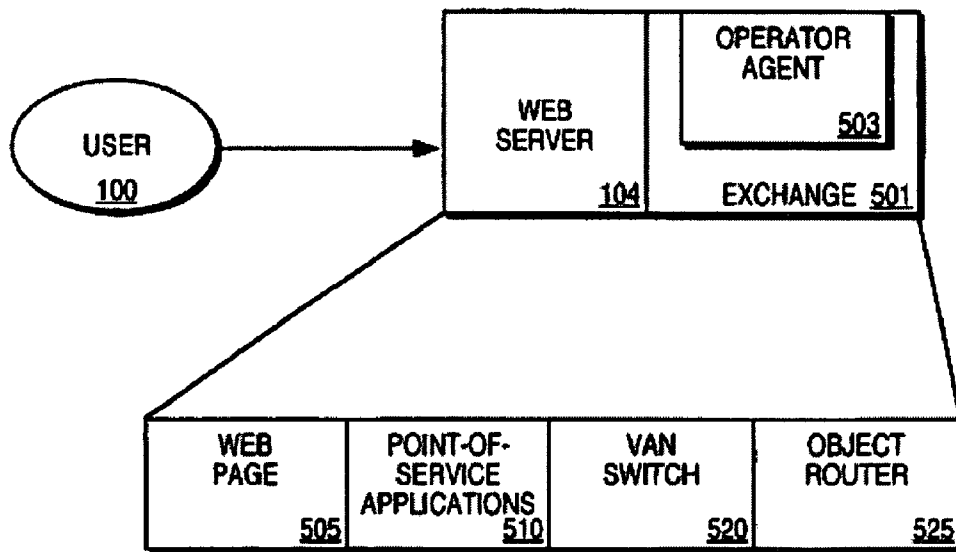 USER
100
WEB
SERVER
104
OPERATOR
AGENT
503
EXCHANGE 501
WEB
PAGE
505
POINT-OF-
SERVICE
APPLICATIONS
510
VAN
SWITCH
520
OBJECT
ROUTER
525